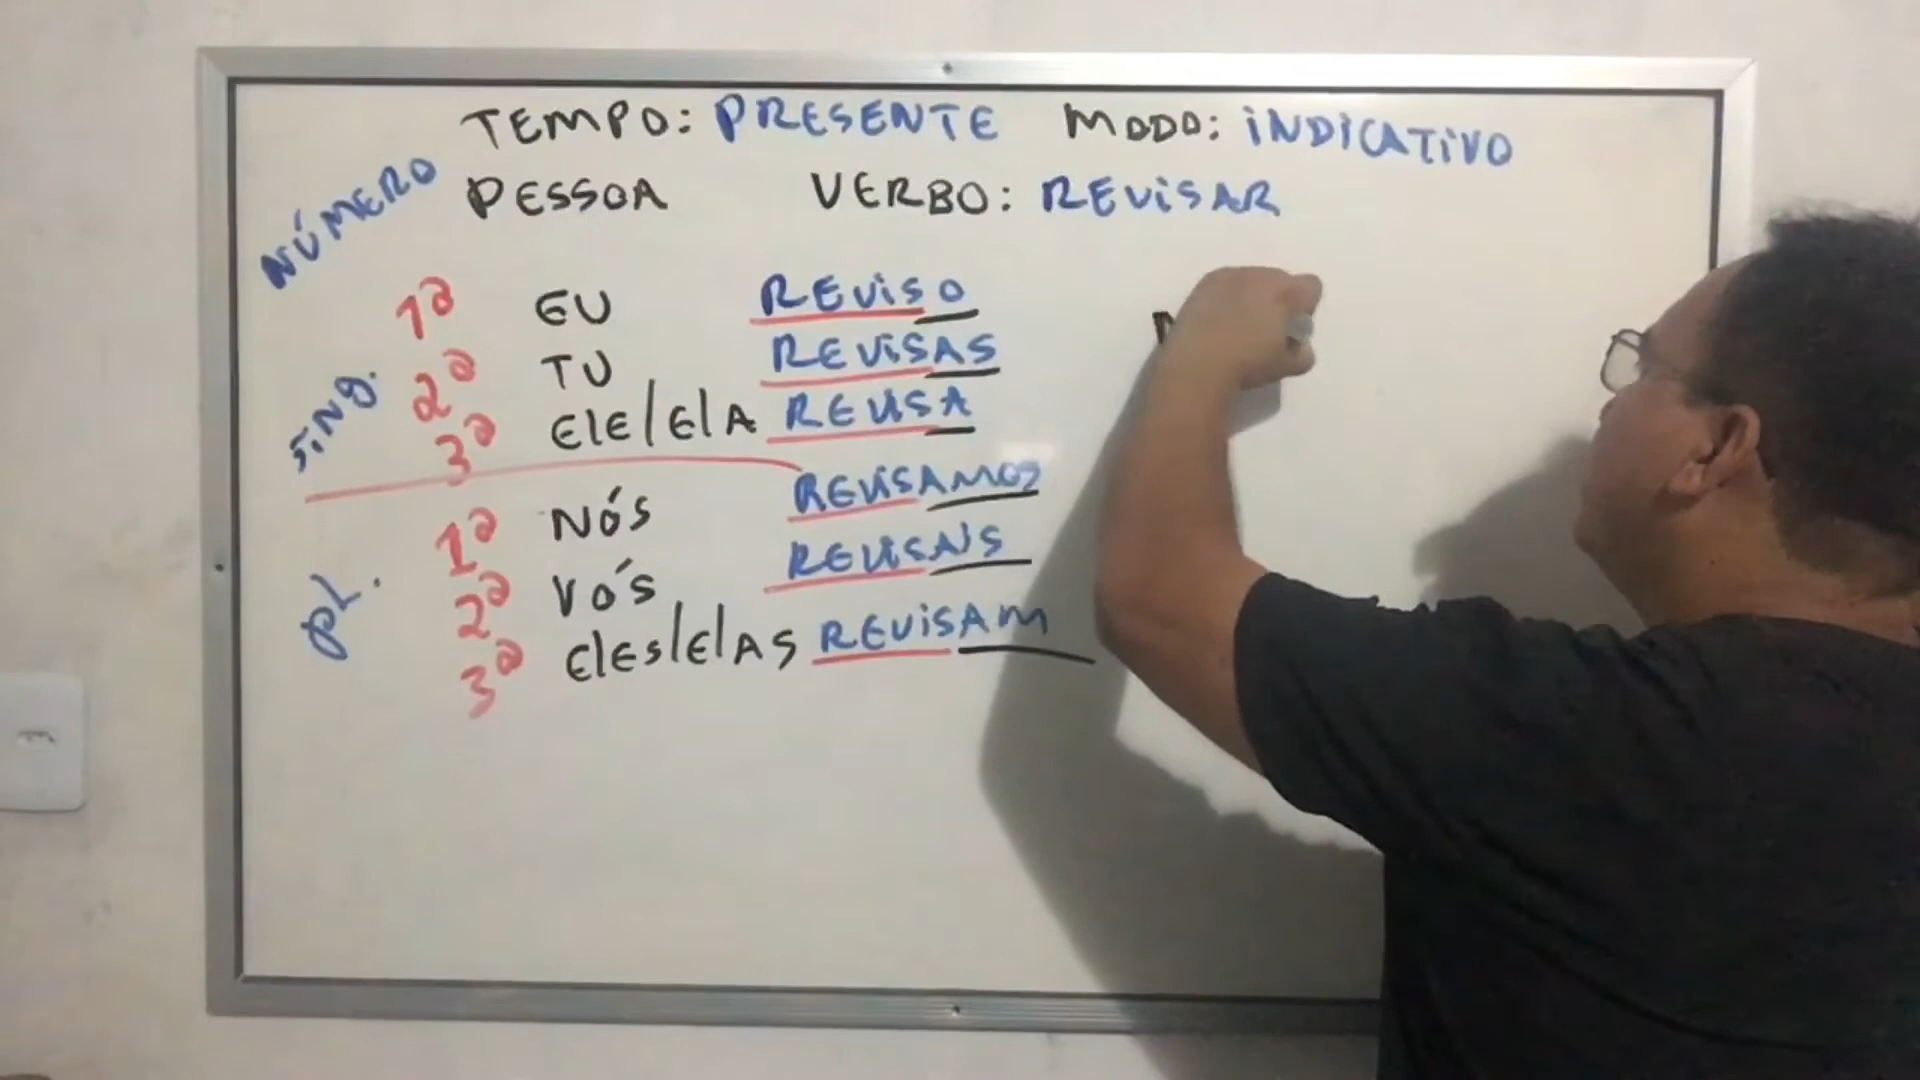 TEMPO: PRESENTE MODO: INDICATIVO
NÚMERO PESSOA VERBO: REVISAR
SING. 1ª EU REVISO
2ª TU REVISAS
3ª ELE/ELA REVISA
PL. 1ª NÓS REVISAMOS
2ª VÓS REVISAIS
3ª ELES/ELAS REVISAM